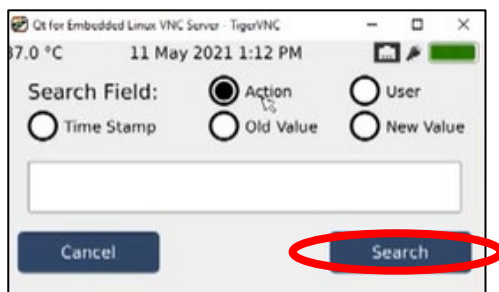 Qt for Embedded Linux VNC Server - TigerVNC
37.0 °C 11 May 2021 1:12 PM
Search Field: Action User
Time Stamp Old Value New Value
Cancel Search